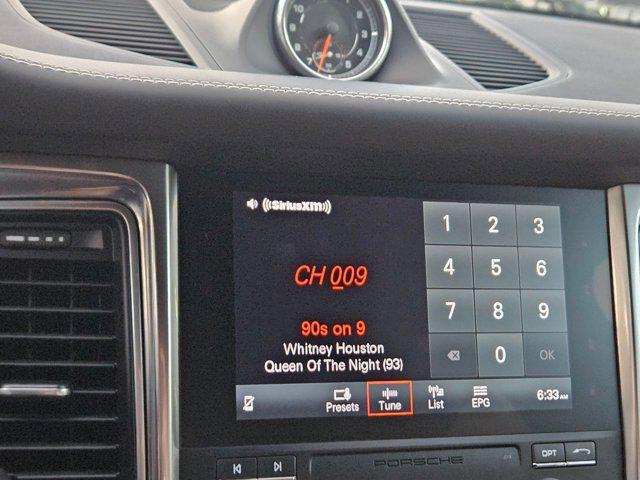 SiriusXM
CH 009
90s on 9
Whitney Houston
Queen Of The Night (93)
1 2 3
4 5 6
7 8 9
0 OK
Presets Tune List EPG 6:33 AM
PORSCHE
OPT